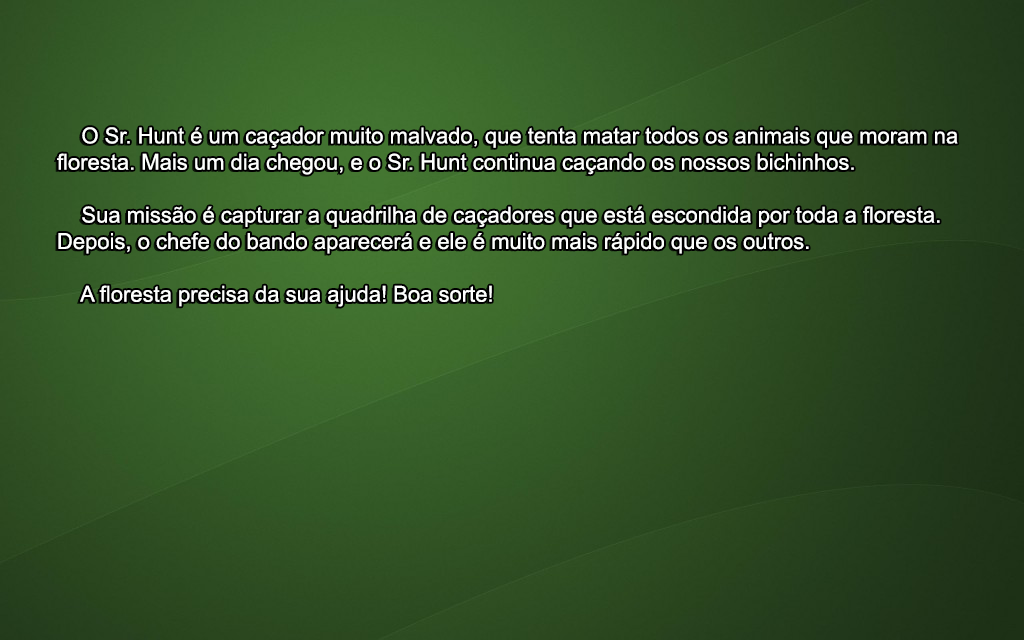 O Sr. Hunt é um caçador muito malvado, que tenta matar todos os animais que moram na
floresta. Mais um dia chegou, e o Sr. Hunt continua caçando os nossos bichinhos.
Sua missão é capturar a quadrilha de caçadores que está escondida por toda a floresta.
Depois, o chefe do bando aparecerá e ele é muito mais rápido que os outros.
A floresta precisa da sua ajuda! Boa sorte!